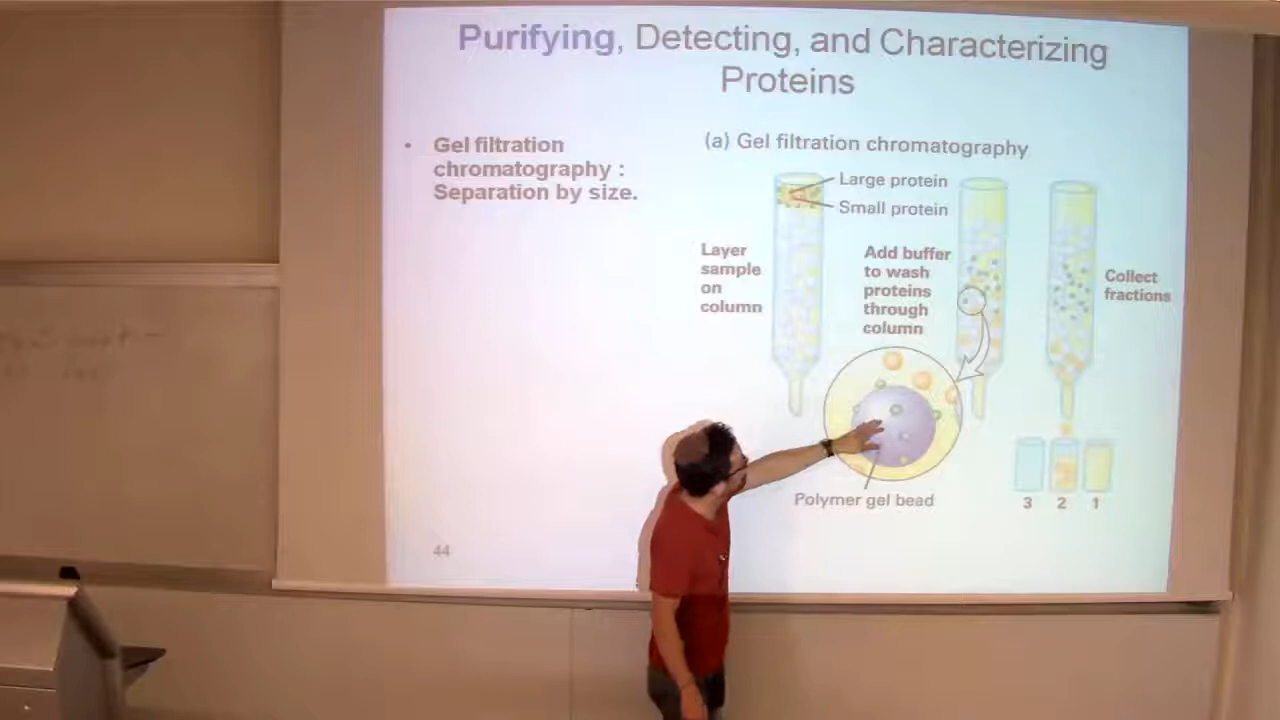 Purifying, Detecting, and Characterizing
Proteins
• Gel filtration
chromatography :
Separation by size.
(a) Gel filtration chromatography
Large protein
Small protein
Layer
sample
on
column
Add buffer
to wash
proteins
through
column
Collect
fractions
Polymer gel bead
3 2 1
44